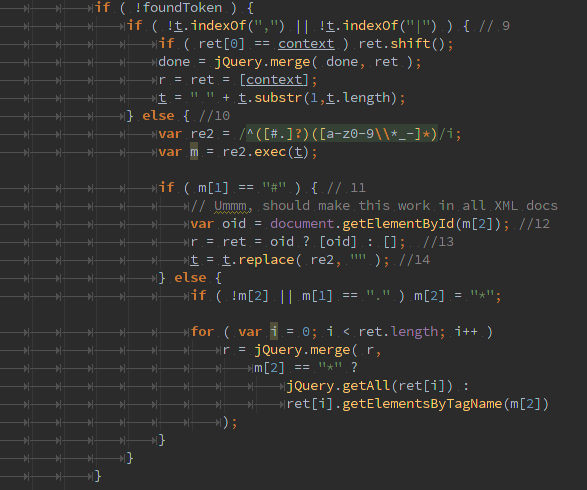 if ( !foundToken ) {
if ( !t.indexOf(",") || !t.indexOf("|") ) { // 9
if ( ret[0] == context ) ret.shift();
done = jQuery.merge( done, ret );
r = ret = [context];
t = " " + t.substr(1,t.length);
} else { //10
var re2 = /^([#.]?)([a-z0-9\\*_-]*)/i;
var m = re2.exec(t);
if ( m[1] == "#" ) { // 11
// Ummm, should make this work in all XML docs
var oid = document.getElementById(m[2]); //12
r = ret = oid ? [oid] : []; //13
t = t.replace( re2, "" ); //14
} else {
if ( !m[2] || m[1] == "." ) m[2] = "*";
for ( var i = 0; i < ret.length; i++ )
r = jQuery.merge( r,
m[2] == "*" ?
jQuery.getAll(ret[i]) :
ret[i].getElementsByTagName(m[2])
);
}
}
}